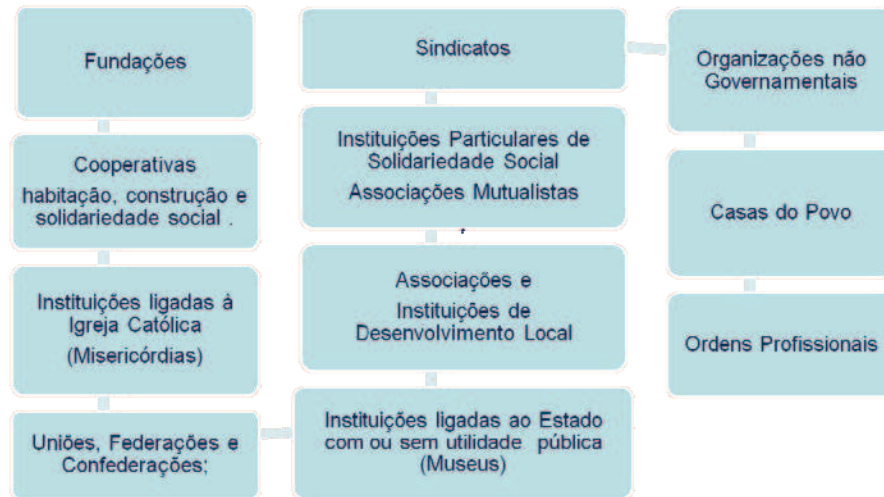 Fundações
Cooperativas
habitação, construção e
solidariedade social .
Instituições ligadas à
Igreja Católica
(Misericórdias)
Uniões, Federações e
Confederações;
Instituições ligadas ao Estado
com ou sem utilidade pública
(Museus)
Associações e
Instituições de
Desenvolvimento Local
Instituições Particulares de
Solidariedade Social
Associações Mutualistas
Sindicatos
Organizações não
Governamentais
Casas do Povo
Ordens Profissionais